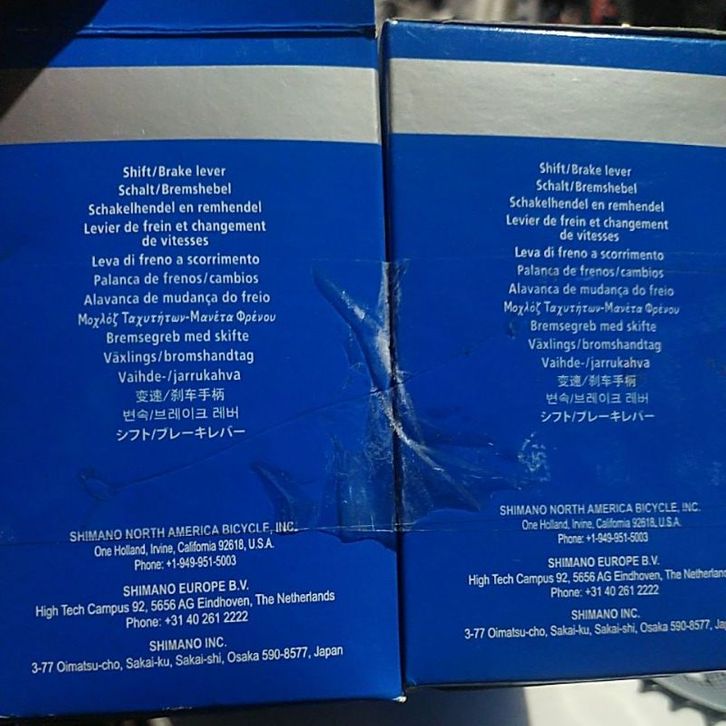 Shift/Brake lever
Schalt/Bremshebel
Schakelhendel en remhendel
Levier de frein et changement
de vitesses
Leva di freno a scorrimento
Palanca de frenos/cambios
Alavanca de mudança do freio
Μοχλόζ Ταχυτήτων-Μανέτα Φρένου
Bremsegreb med skifte
Växlings/bromshandtag
Vaihde-/jarrukahva
变速/刹车手柄
변속/브레이크 레버
シフト/ブレーキレバー
SHIMANO NORTH AMERICA BICYCLE, INC.
One Holland, Irvine, California 92618, U.S.A.
Phone: +1-949-951-5003
SHIMANO EUROPE B.V.
High Tech Campus 92, 5656 AG Eindhoven, The Netherlands
Phone: +31 40 261 2222
SHIMANO INC.
3-77 Oimatsu-cho, Sakai-ku, Sakai-shi, Osaka 590-8577, Japan
Shift/Brake lever
Schalt/Bremshebel
Schakelhendel en remhendel
Levier de frein et changement
de vitesses
Leva di freno a scorrimento
Palanca de frenos/cambios
Alavanca de mudança do freio
Μοχλόζ Ταχυτήτων-Μανέτα Φρένου
Bremsegreb med skifte
Växlings/bromshandtag
Vaihde-/jarrukahva
变速/刹车手柄
변속/브레이크 레버
シフト/ブレーキレバー
SHIMANO NORTH AMERICA BICYCLE, INC.
One Holland, Irvine, California 92618, U.S.A.
Phone: +1-949-951-5003
SHIMANO EUROPE B.V.
High Tech Campus 92, 5656 AG Eindhoven, The Netherlands
Phone: +31 40 261 2222
SHIMANO INC.
3-77 Oimatsu-cho, Sakai-ku, Sakai-shi, Osaka 590-8577,